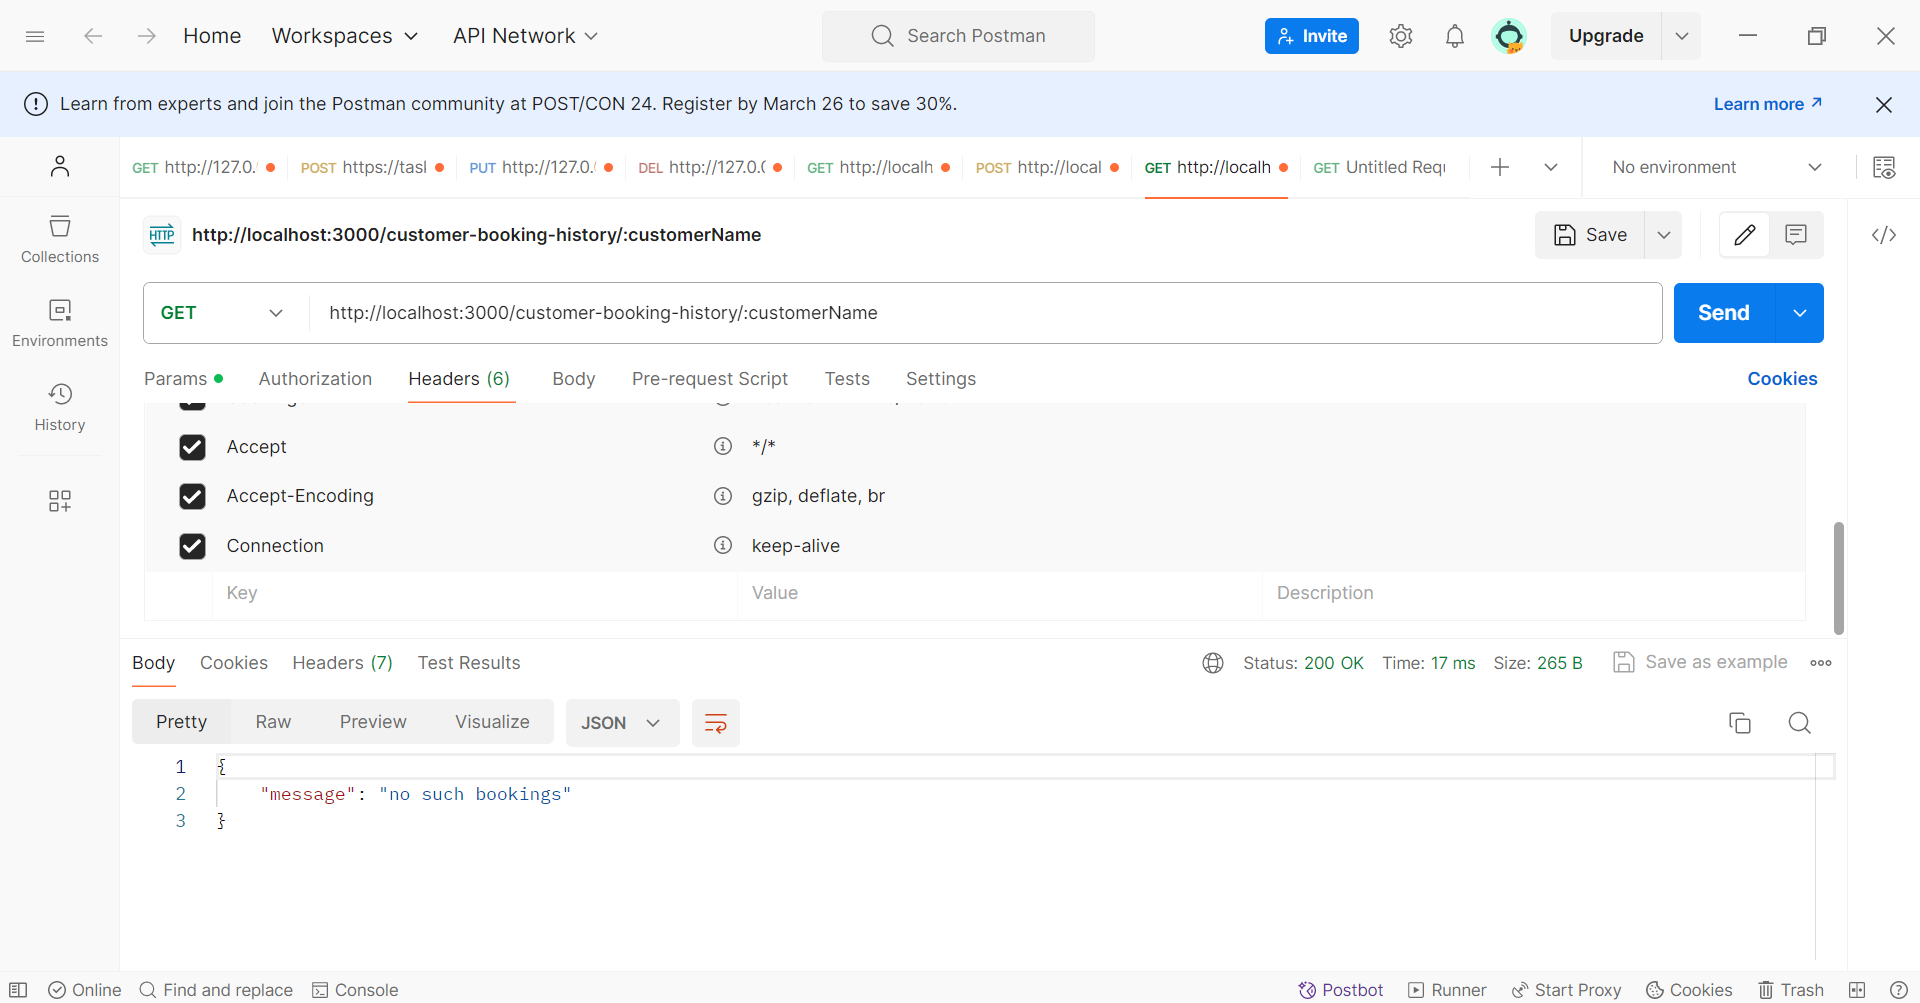 Home Workspaces API Network Search Postman Invite Upgrade
Learn from experts and join the Postman community at POST/CON 24. Register by March 26 to save 30%. Learn more
GET http://127.0. POST https://tasl PUT http://127.0. DEL http://127.0.0 GET http://localh POST http://local GET http://localh GET Untitled Requ No environment
HTTP http://localhost:3000/customer-booking-history/:customerName Save
Collections
GET http://localhost:3000/customer-booking-history/:customerName Send
Environments
Params Authorization Headers (6) Body Pre-request Script Tests Settings Cookies
History
Accept */*
Accept-Encoding gzip, deflate, br
Connection keep-alive
Key Value Description
Body Cookies Headers (7) Test Results Status: 200 OK Time: 17 ms Size: 265 B Save as example
Pretty Raw Preview Visualize JSON
1 {
2 "message": "no such bookings"
3 }
Online Find and replace Console Postbot Runner Start Proxy Cookies Trash